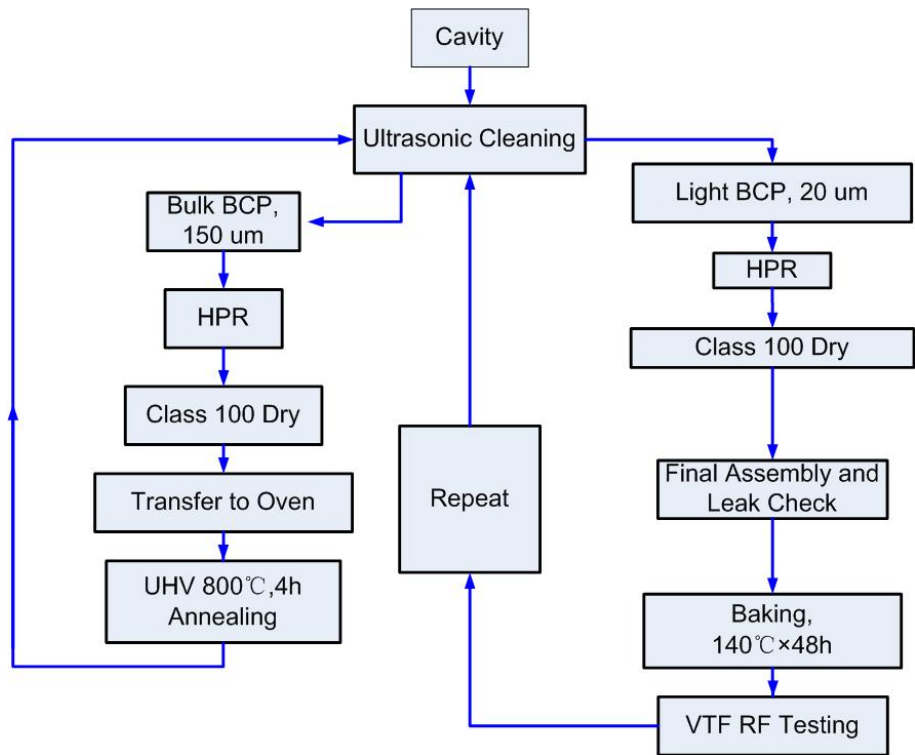 Cavity
Ultrasonic Cleaning
Bulk BCP,
150 um
HPR
Class 100 Dry
Transfer to Oven
UHV 800℃,4h
Annealing
Repeat
Light BCP, 20 um
HPR
Class 100 Dry
Final Assembly and
Leak Check
Baking,
140℃×48h
VTF RF Testing